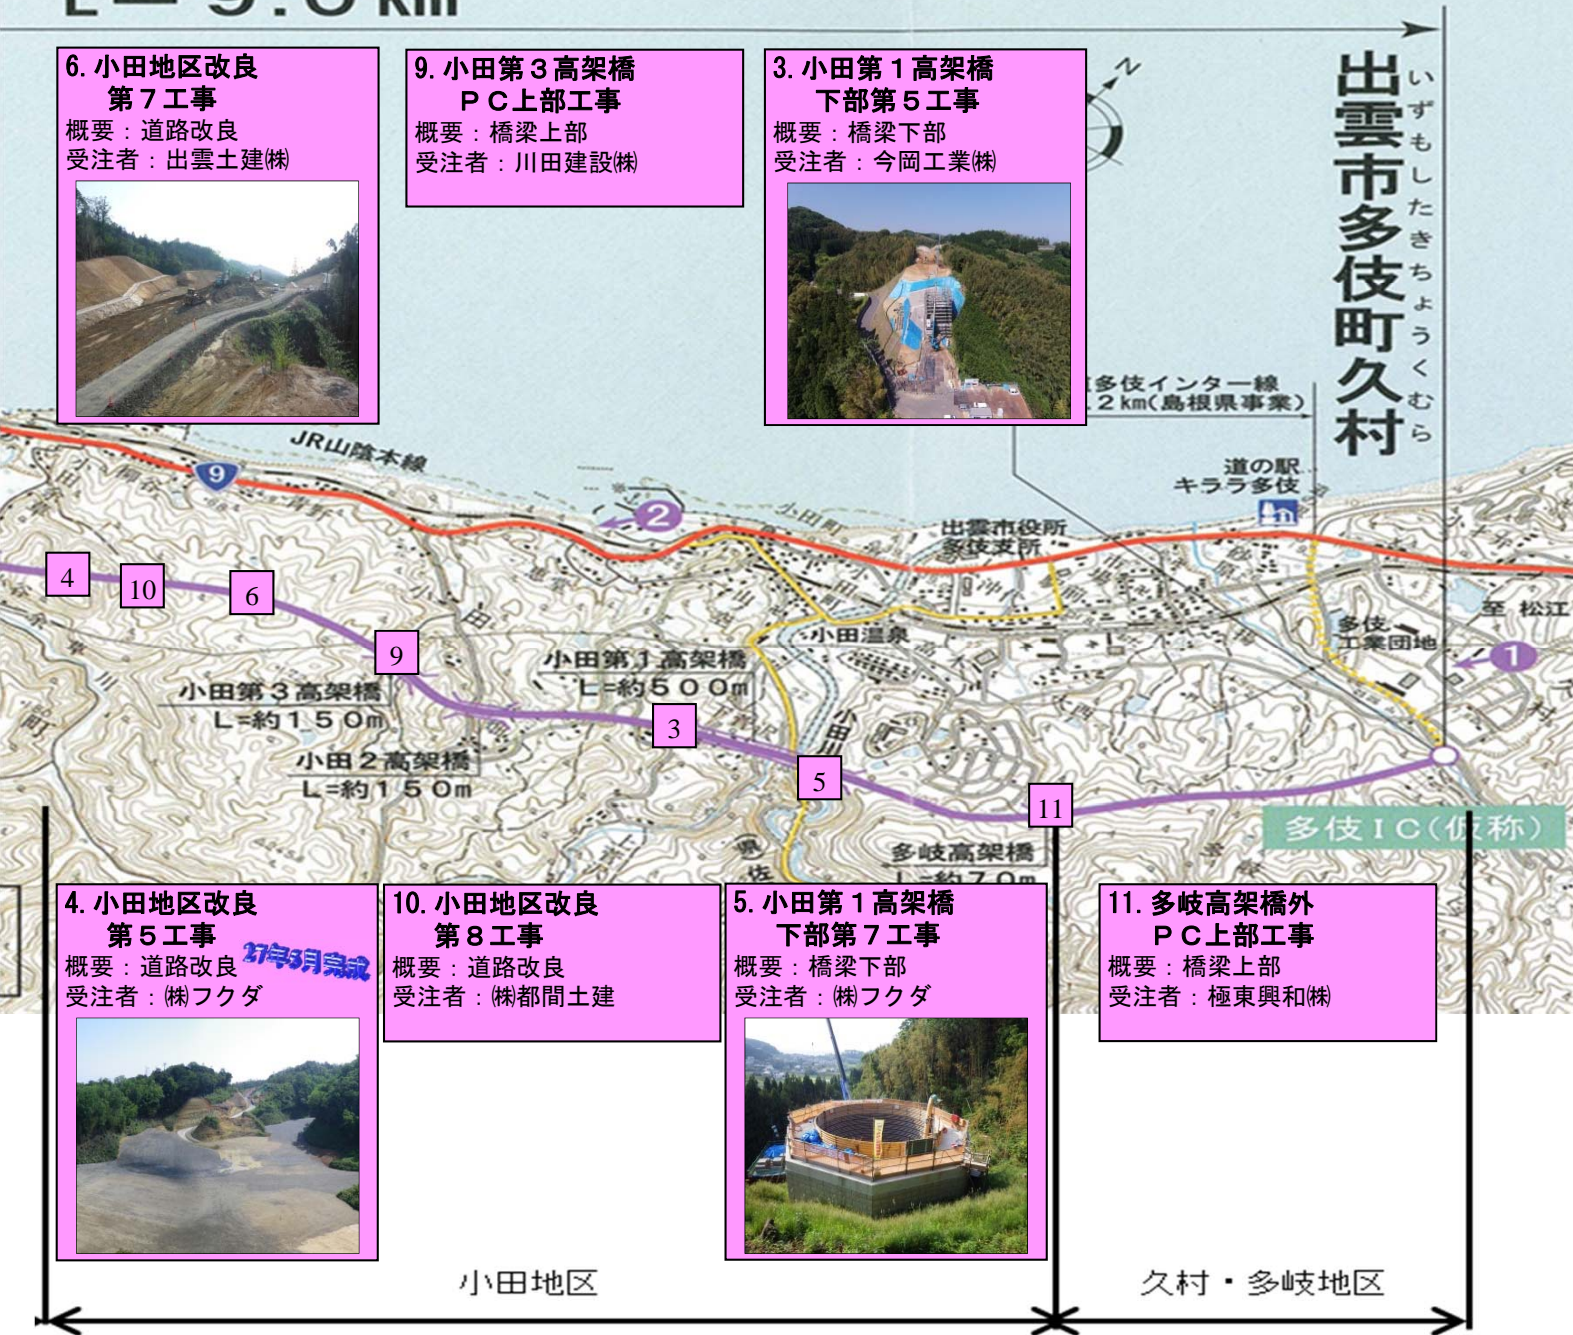 6. 小田地区改良
第７工事
概要：道路改良
受注者：出雲土建㈱
9. 小田第３高架橋
ＰＣ上部工事
概要：橋梁上部
受注者：川田建設㈱
3. 小田第１高架橋
下部第５工事
概要：橋梁下部
受注者：今岡工業㈱
N
出雲市多伎町久村
いずもしたきちょうくむら
多伎インター線
2km(島根県事業)
道の駅
キララ多伎
JR山陰本線
9
2
小田町
出雲市役所
多伎支所
至 松江
多伎
工業団地
1
小田温泉
4
10
6
9
3
5
11
小田
小田第１高架橋
L=約５００m
小田第３高架橋
L=約１５０m
小田２高架橋
L=約１５０m
小田川
多岐高架橋
L=約７０m
多伎ＩＣ(仮称)
4. 小田地区改良
第５工事
27年3月完成
概要：道路改良
受注者：㈱フクダ
10. 小田地区改良
第８工事
概要：道路改良
受注者：㈱都間土建
5. 小田第１高架橋
下部第７工事
概要：橋梁下部
受注者：㈱フクダ
11. 多岐高架橋外
ＰＣ上部工事
概要：橋梁上部
受注者：極東興和㈱
小田地区
久村・多岐地区